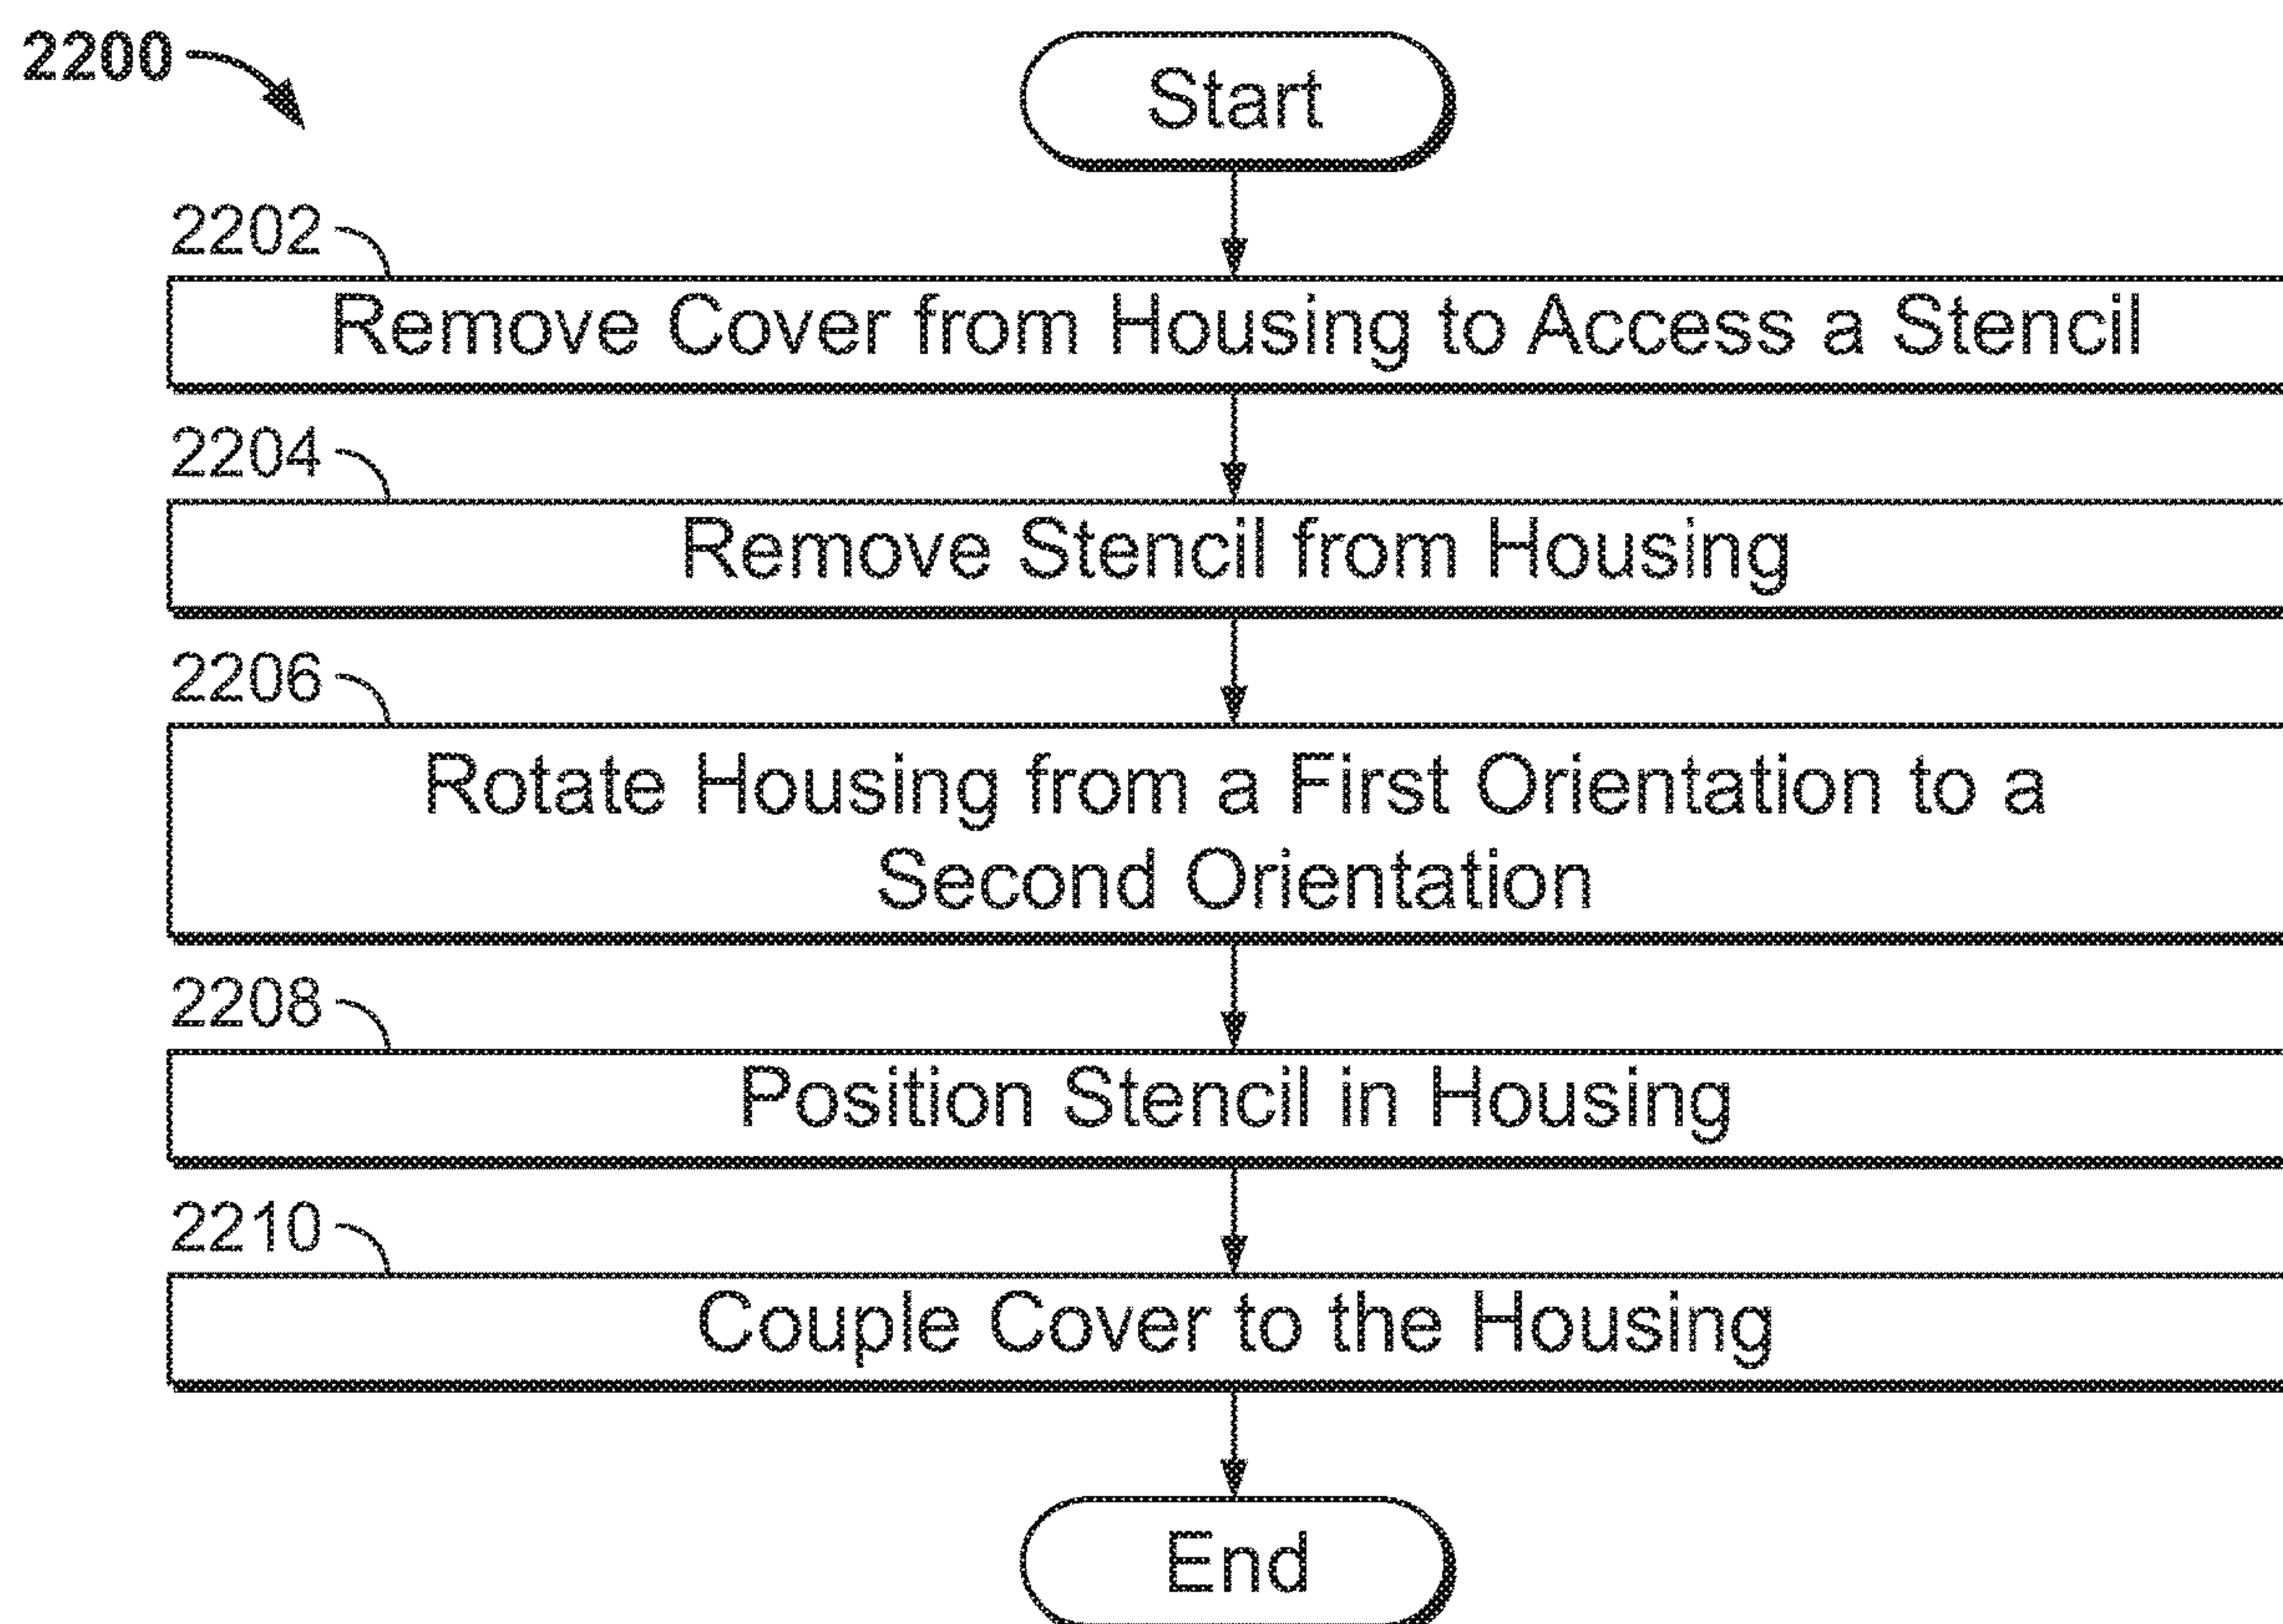 2200
Start
2202
Remove Cover from Housing to Access a Stencil
2204
Remove Stencil from Housing
2206
Rotate Housing from a First Orientation to a
Second Orientation
2208
Position Stencil in Housing
2210
Couple Cover to the Housing
End